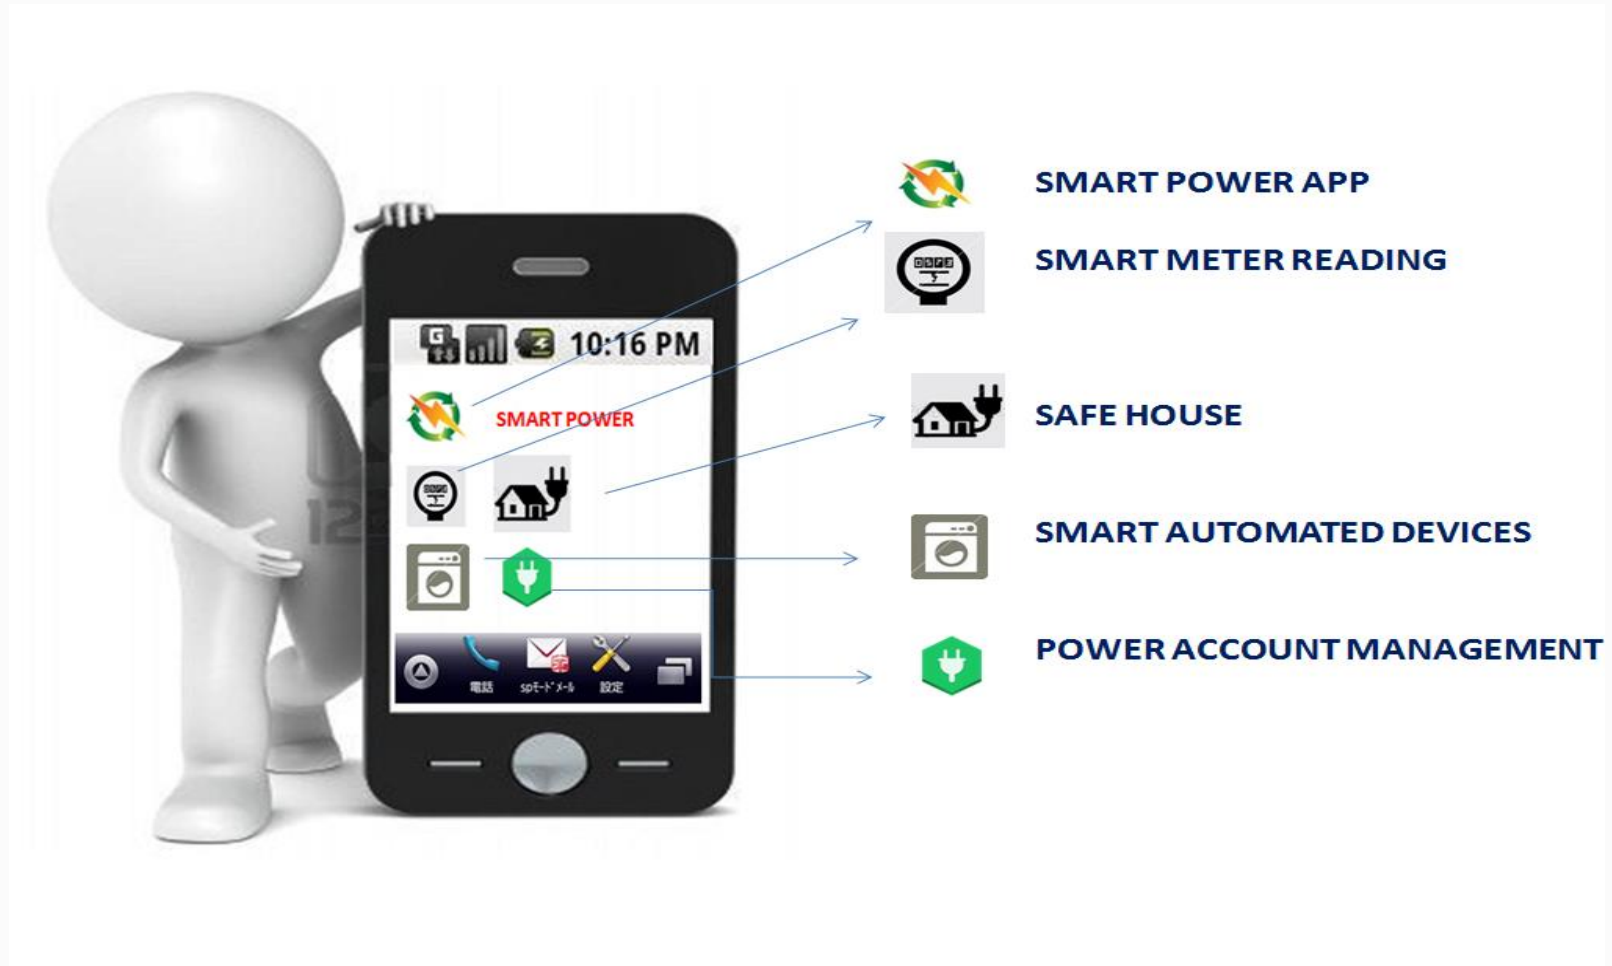 SMART POWER APP
SMART METER READING
SAFE HOUSE
SMART AUTOMATED DEVICES
POWER ACCOUNT MANAGEMENT
G
10:16 PM
SMART POWER
電話
spモードメール
設定